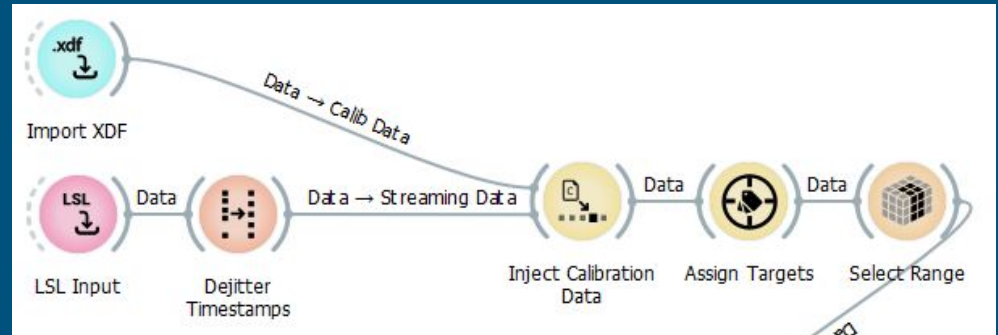 .xdf
Import XDF
Data → Calib Data
LSL
LSL Input
Data
Dejitter
Timestamps
Data → Streaming Data
C
Inject Calibration
Data
Data
Assign Targets
Data
Select Range